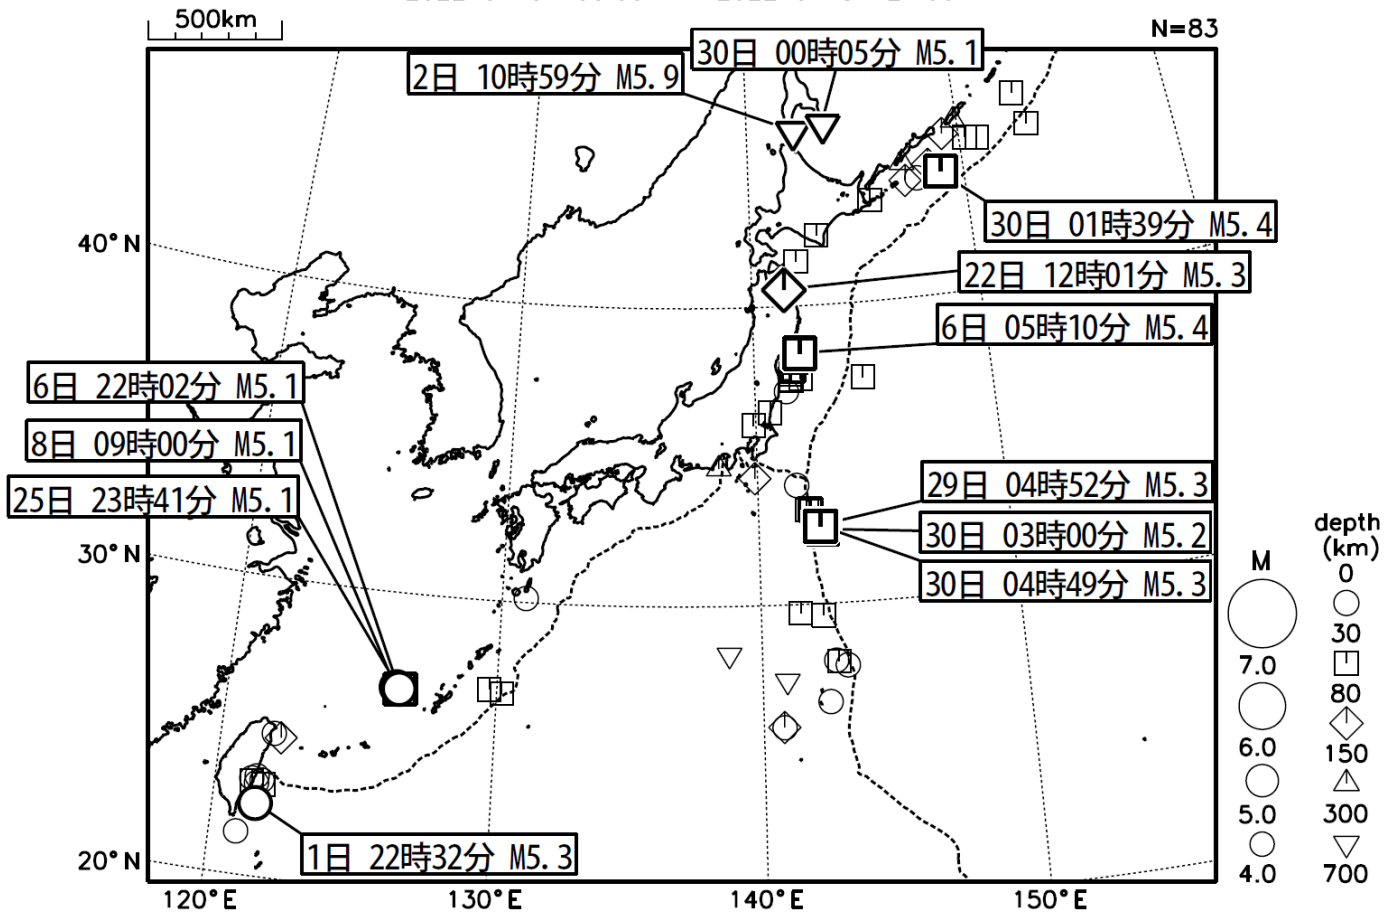 500km
N=83
30日 00時05分 M5.1
2日 10時59分 M5.9
30日 01時39分 M5.4
40°N
22日 12時01分 M5.3
6日 05時10分 M5.4
6日 22時02分 M5.1
8日 09時00分 M5.1
25日 23時41分 M5.1
29日 04時52分 M5.3
30日 03時00分 M5.2
30日 04時49分 M5.3
30°N
depth
(km)
M
0
30
7.0
80
6.0
150
5.0
300
4.0
700
1日 22時32分 M5.3
20°N
120°E
130°E
140°E
150°E